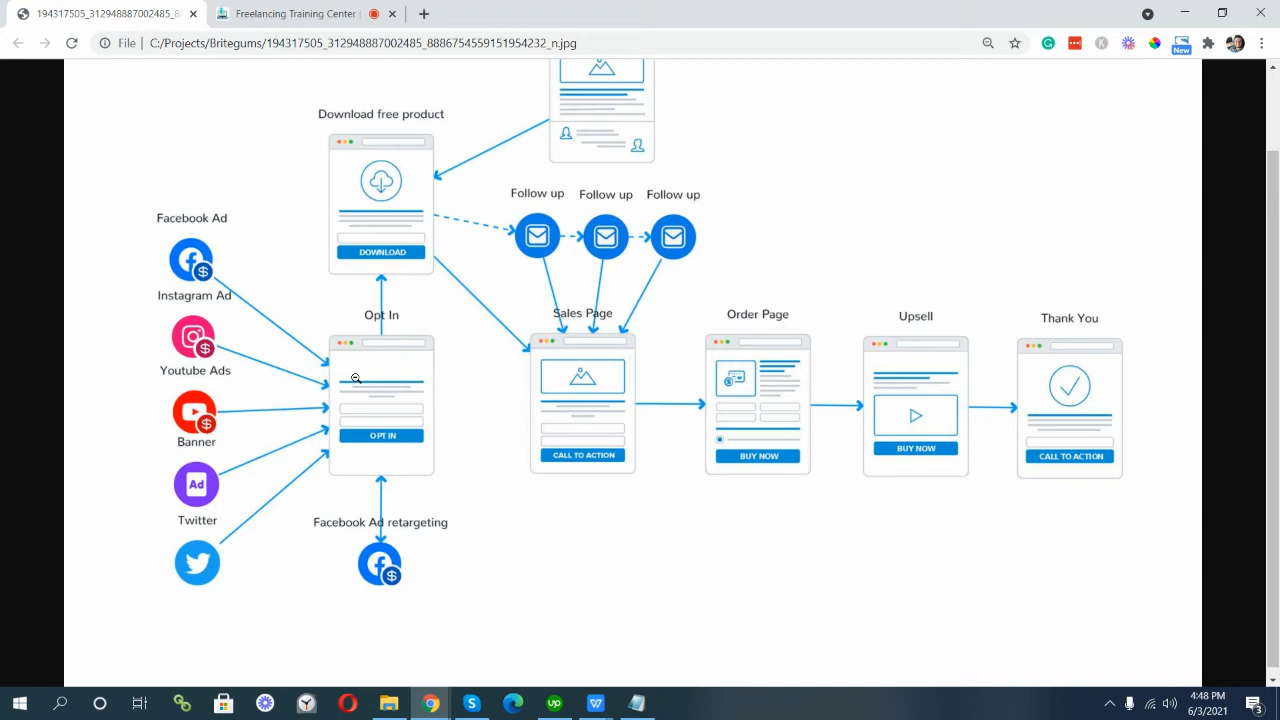 194317505_312948887002485_8
Freelancing Training Center |
File | C:/Projects/Britegums/194317505_312948887002485_8886754559151954232_n.jpg
New
Download free product
DOWNLOAD
Follow up
Follow up
Follow up
Facebook Ad
Instagram Ad
Youtube Ads
Banner
Ad
Twitter
Opt In
OPT IN
Facebook Ad retargeting
Sales Page
CALL TO ACTION
Order Page
BUY NOW
Upsell
BUY NOW
Thank You
CALL TO ACTION
4:48 PM
6/3/2021
3